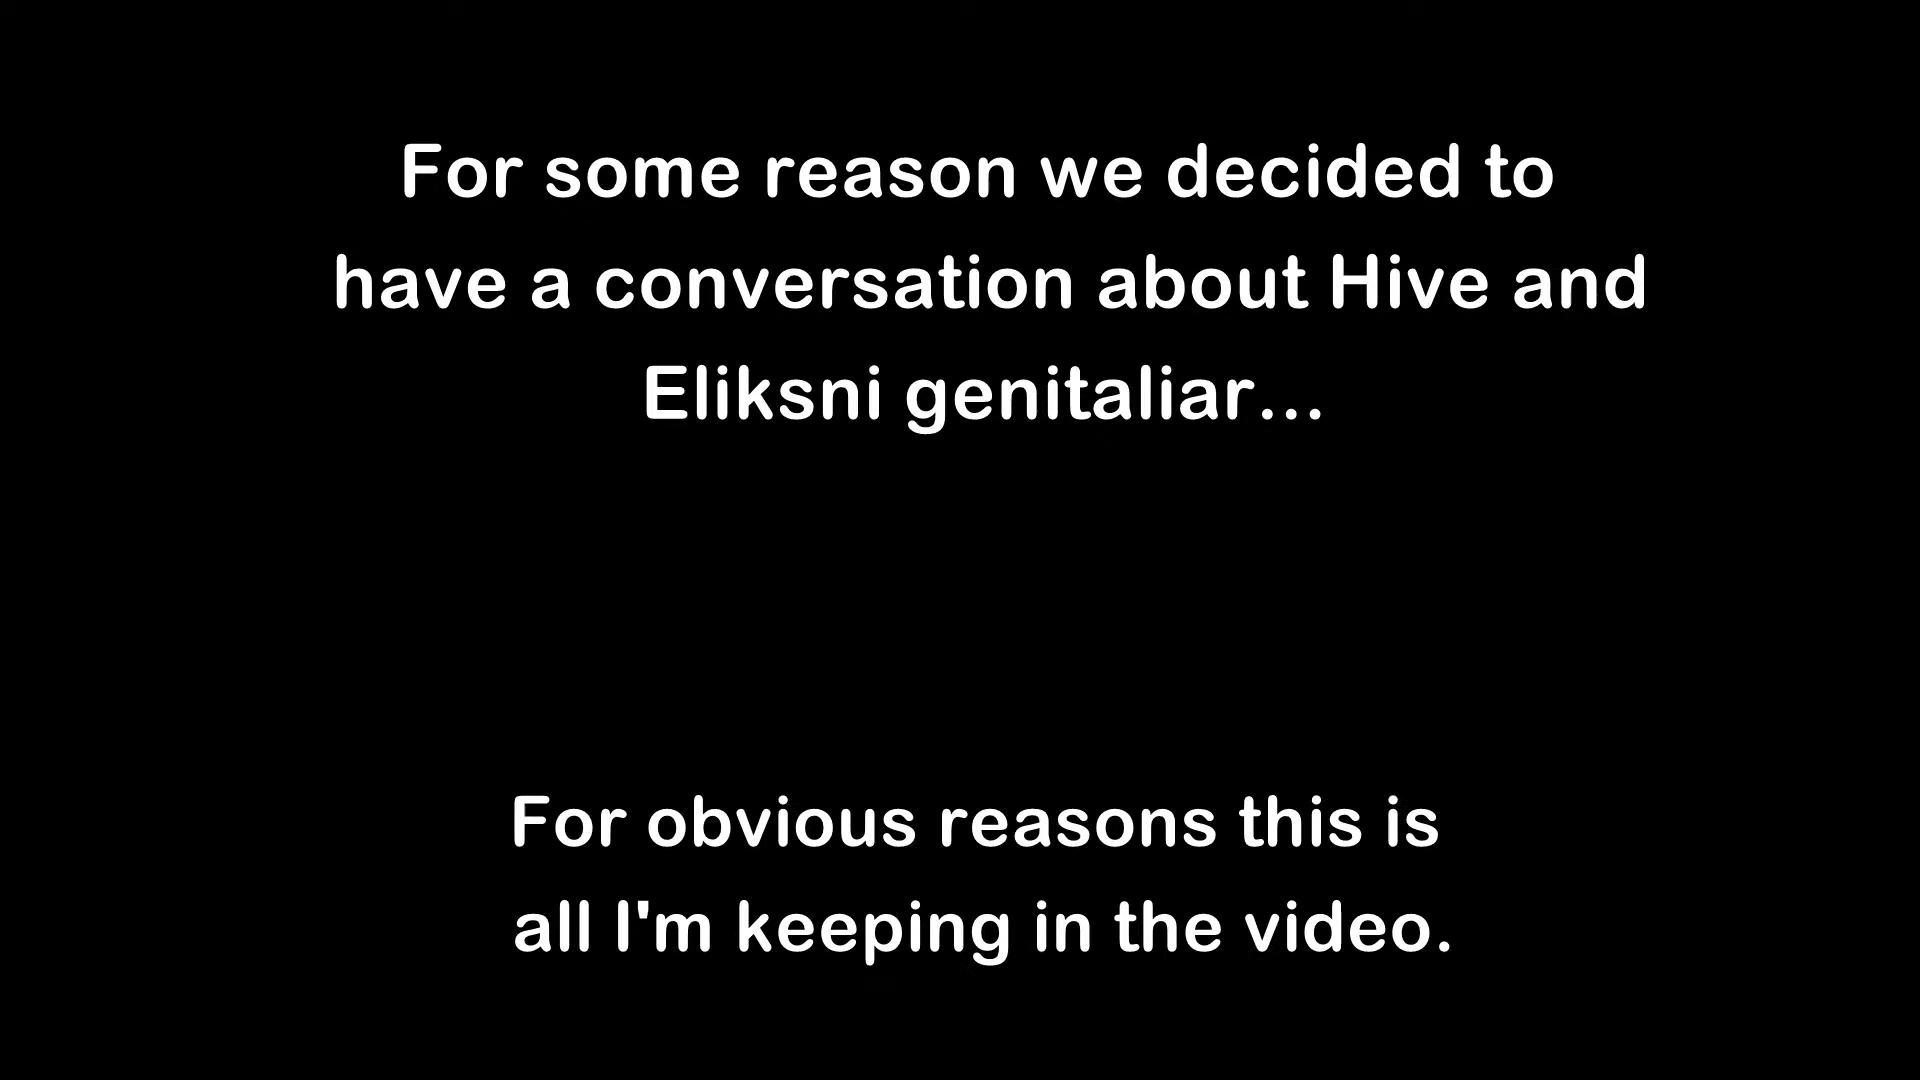 For some reason we decided to
have a conversation about Hive and
Eliksni genitaliar...
For obvious reasons this is
all I'm keeping in the video.